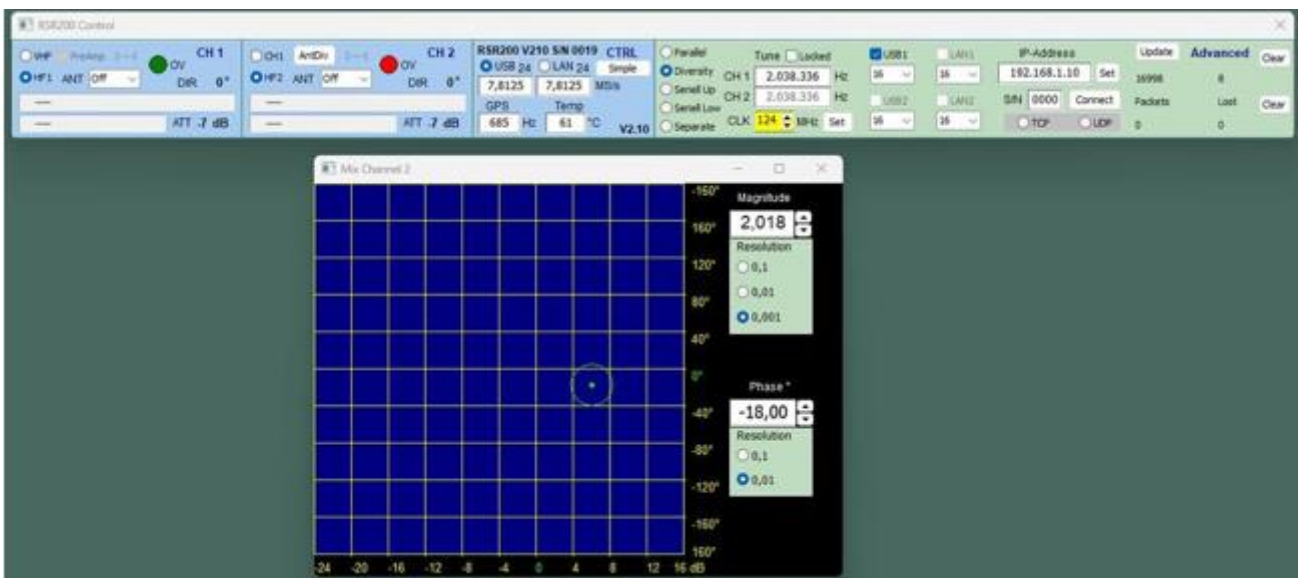 RSR200 Control
VHF PreAmp OV CH 1
HF1 ANT Off DIR 0°
ATT -7 dB
CH1 AntDiv OV CH 2
HF2 ANT Off DIR 0°
ATT -7 dB
RSR200 V210 S/N 0019 CTRL
USB 24 LAN 24 Simple
7,8125 7,8125 MS/s
GPS Temp
685 Hz 61 °C V2.10
Parallel
Diversity
Seriell Up
Seriell Low
Separate
Tune Locked
CH 1 2.038.336 Hz
CH 2 2.038.336 Hz
CLK 124 MHz Set
USB1 LAN1
16 16
USB2 LAN2
16 16
IP-Address
192.168.1.10 Set
S/N 0000 Connect
TCP UDP
Update Advanced Clear
16998
Packets Lost Clear
0 0
Mix Channel 2
Magnitude
2,018
Resolution
0,1
0,01
0,001
Phase °
-18,00
Resolution
0,1
0,01
-160°
160°
120°
80°
40°
0°
-40°
-80°
-120°
-160°
160°
-24 -20 -16 -12 -8 -4 0 4 8 12 16 dB